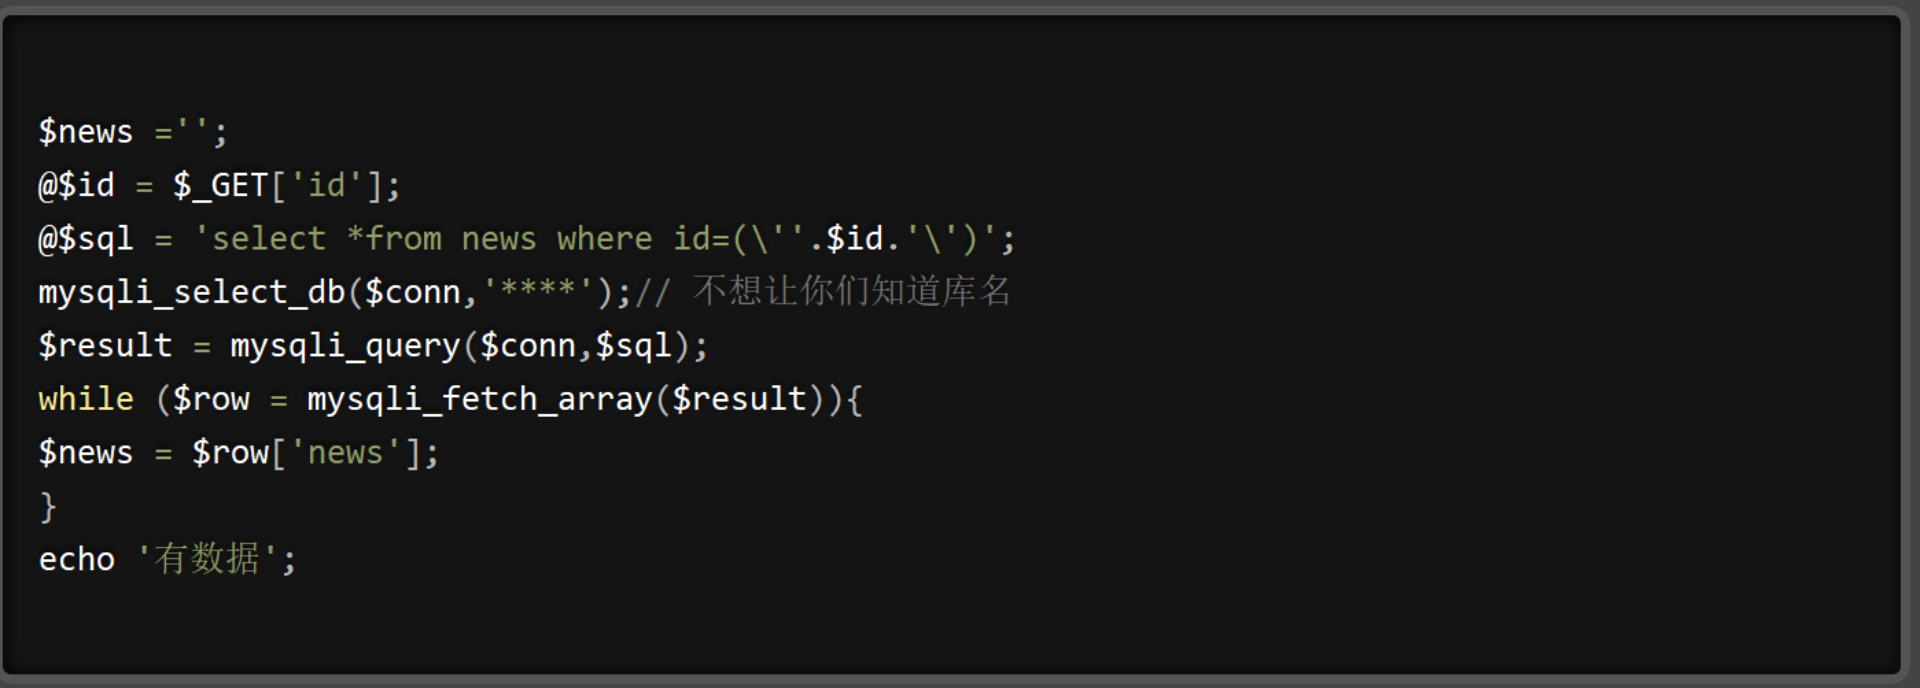 $news ='';
@$id = $_GET['id'];
@$sql = 'select *from news where id=(\''.$id.'\')';
mysqli_select_db($conn,'****');// 不想让你们知道库名
$result = mysqli_query($conn,$sql);
while ($row = mysqli_fetch_array($result)){
$news = $row['news'];
}
echo '有数据';